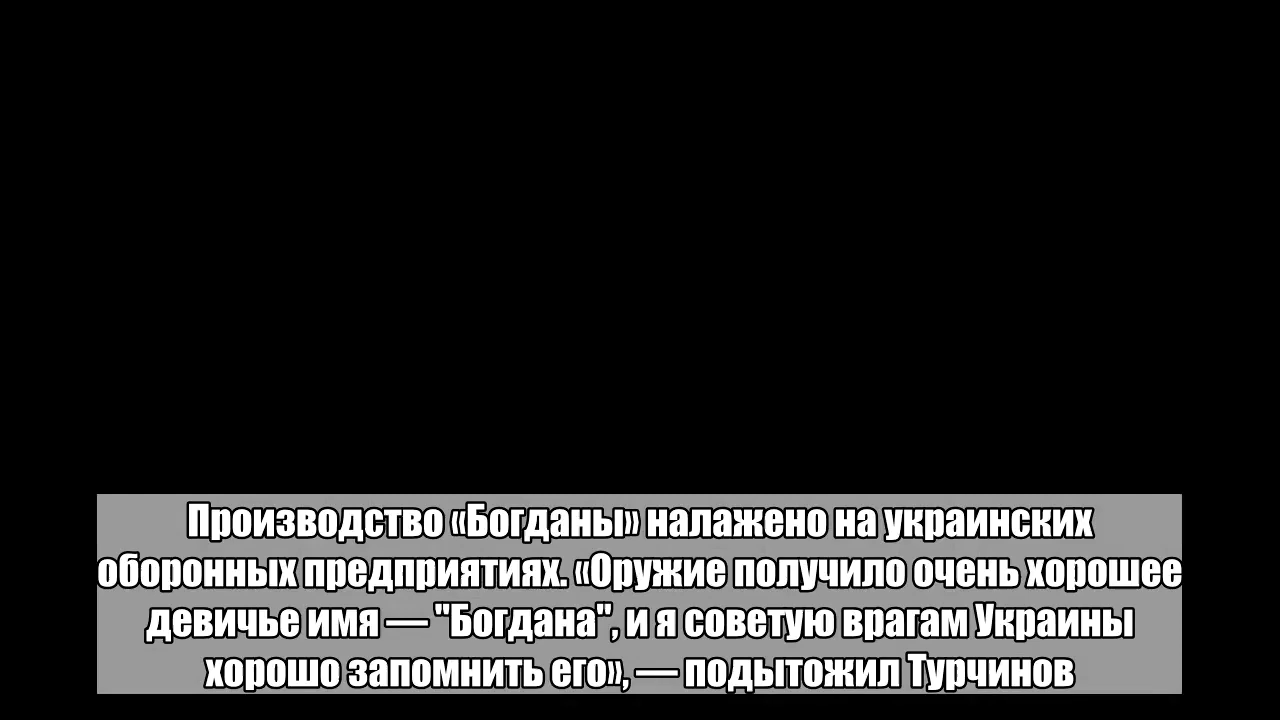 Производство «Богданы» налажено на украинских
оборонных предприятиях. «Оружие получило очень хорошее
девичье имя — "Богдана", и я советую врагам Украины
хорошо запомнить его», — подытожил Турчинов